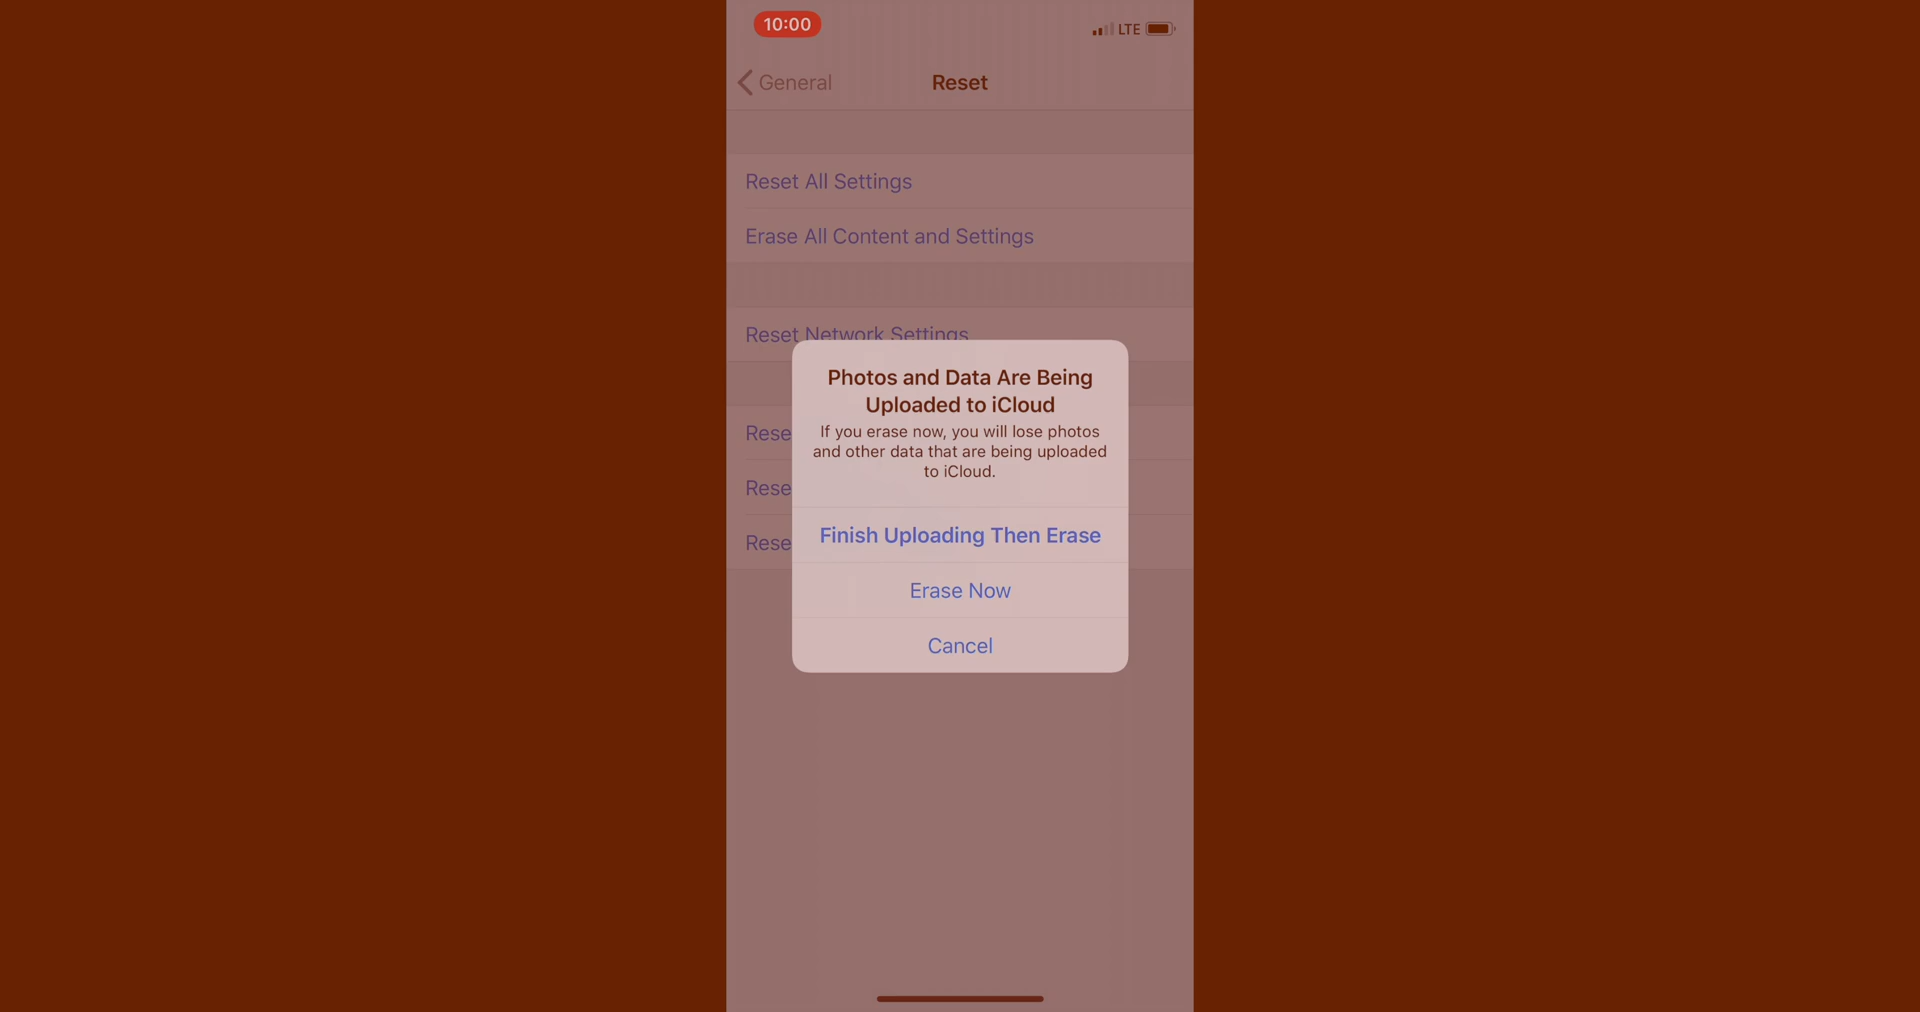 10:00
LTE
General
Reset
Reset All Settings
Erase All Content and Settings
Reset Network Settings
Photos and Data Are Being
Uploaded to iCloud
If you erase now, you will lose photos
and other data that are being uploaded
to iCloud.
Rese
Rese
Finish Uploading Then Erase
Rese
Erase Now
Cancel